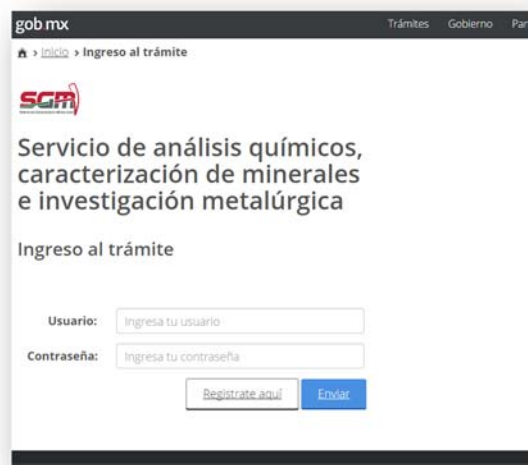 gob.mx
Trámites Gobierno
> Inicio > Ingreso al trámite
SGM
Servicio de análisis químicos,
caracterización de minerales
e investigación metalúrgica
Ingreso al trámite
Usuario: Ingresa tu usuario
Contraseña: Ingresa tu contraseña
Registrate aquí Enviar